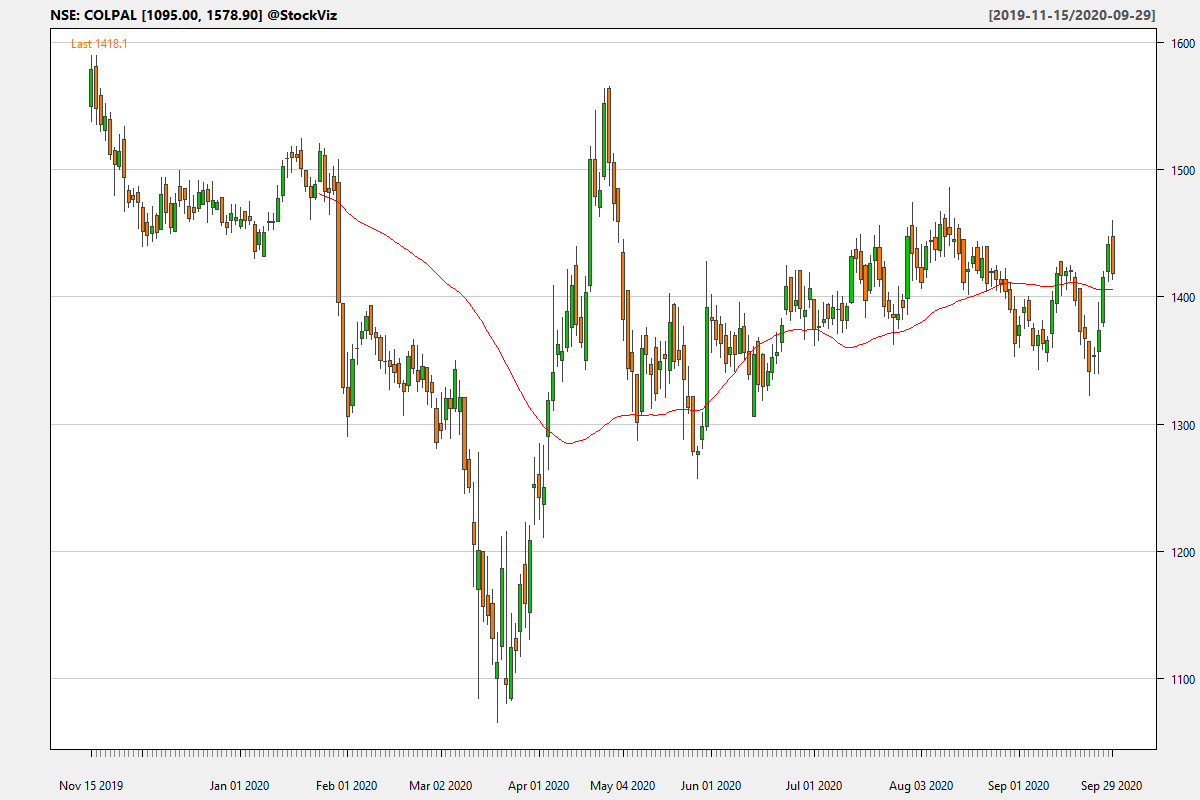 NSE: COLPAL [1095.00, 1578.90] @StockViz [2019-11-15/2020-09-29]
Last 1418.1
1600
1500
1400
1300
1200
1100
Nov 15 2019 Jan 01 2020 Feb 01 2020 Mar 02 2020 Apr 01 2020 May 04 2020 Jun 01 2020 Jul 01 2020 Aug 03 2020 Sep 01 2020 Sep 29 2020